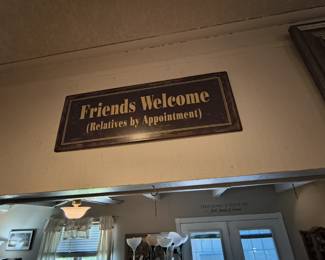 Friends Welcome
(Relatives by Appointment)